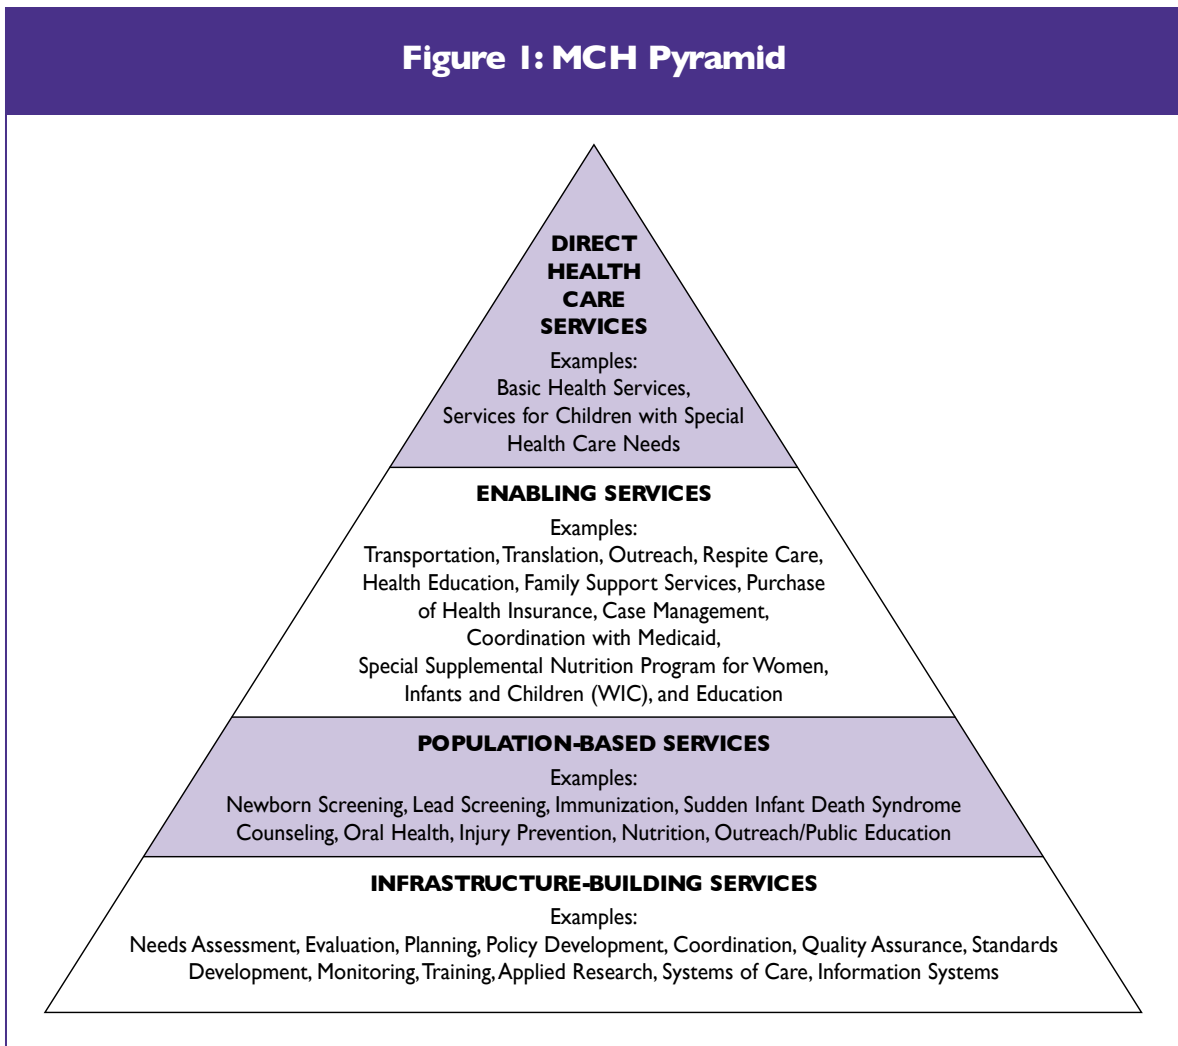 Figure 1: MCH Pyramid
DIRECT
HEALTH
CARE
SERVICES
Examples:
Basic Health Services,
Services for Children with Special
Health Care Needs
ENABLING SERVICES
Examples:
Transportation, Translation, Outreach, Respite Care,
Health Education, Family Support Services, Purchase
of Health Insurance, Case Management,
Coordination with Medicaid,
Special Supplemental Nutrition Program for Women,
Infants and Children (WIC), and Education
POPULATION-BASED SERVICES
Examples:
Newborn Screening, Lead Screening, Immunization, Sudden Infant Death Syndrome
Counseling, Oral Health, Injury Prevention, Nutrition, Outreach/Public Education
INFRASTRUCTURE-BUILDING SERVICES
Examples:
Needs Assessment, Evaluation, Planning, Policy Development, Coordination, Quality Assurance, Standards
Development, Monitoring, Training, Applied Research, Systems of Care, Information Systems